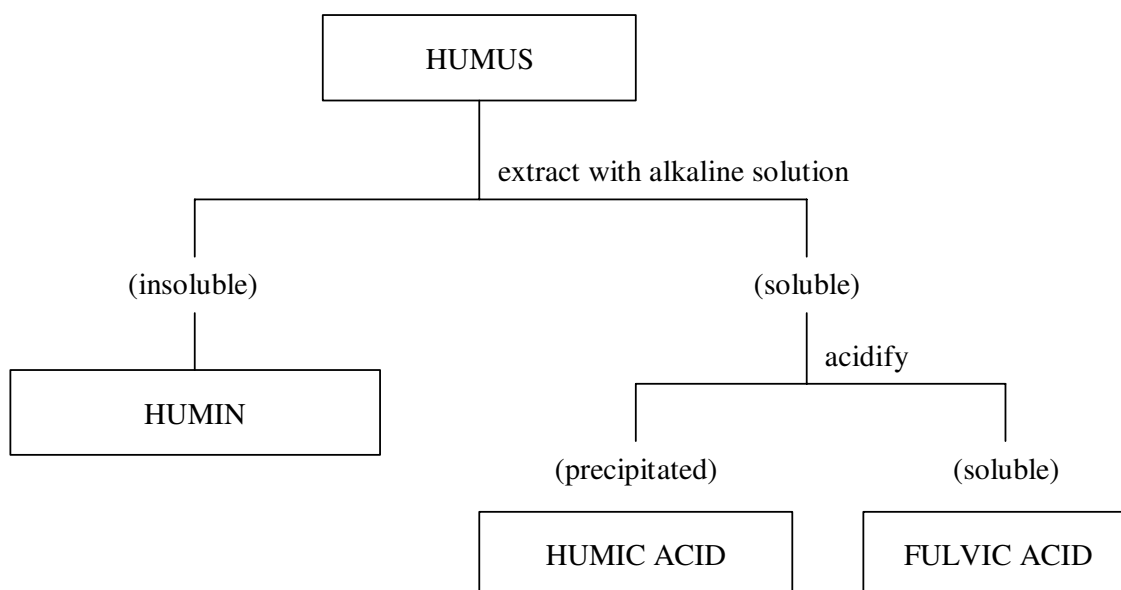 HUMUS
extract with alkaline solution
(insoluble)
(soluble)
acidify
HUMIN
(precipitated)
(soluble)
HUMIC ACID
FULVIC ACID